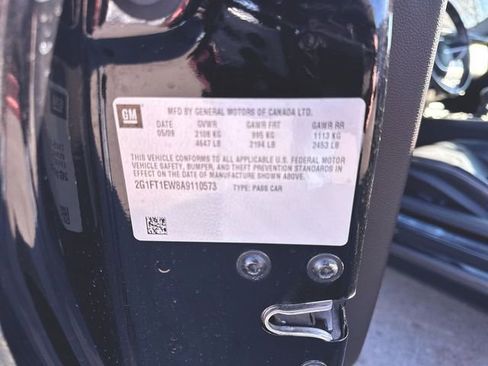 GM
MFD BY GENERAL MOTORS OF CANADA LTD.
DATE GVWR GAWR FRT GAWR RR
05/09 2108 KG 995 KG 1113 KG
4647 LB 2194 LB 2453 LB
THIS VEHICLE CONFORMS TO ALL APPLICABLE U.S. FEDERAL MOTOR
VEHICLE SAFETY, BUMPER, AND THEFT PREVENTION STANDARDS IN
EFFECT ON THE DATE OF MANUFACTURE SHOWN ABOVE.
2G1FT1EW8A9110573 TYPE: PASS CAR